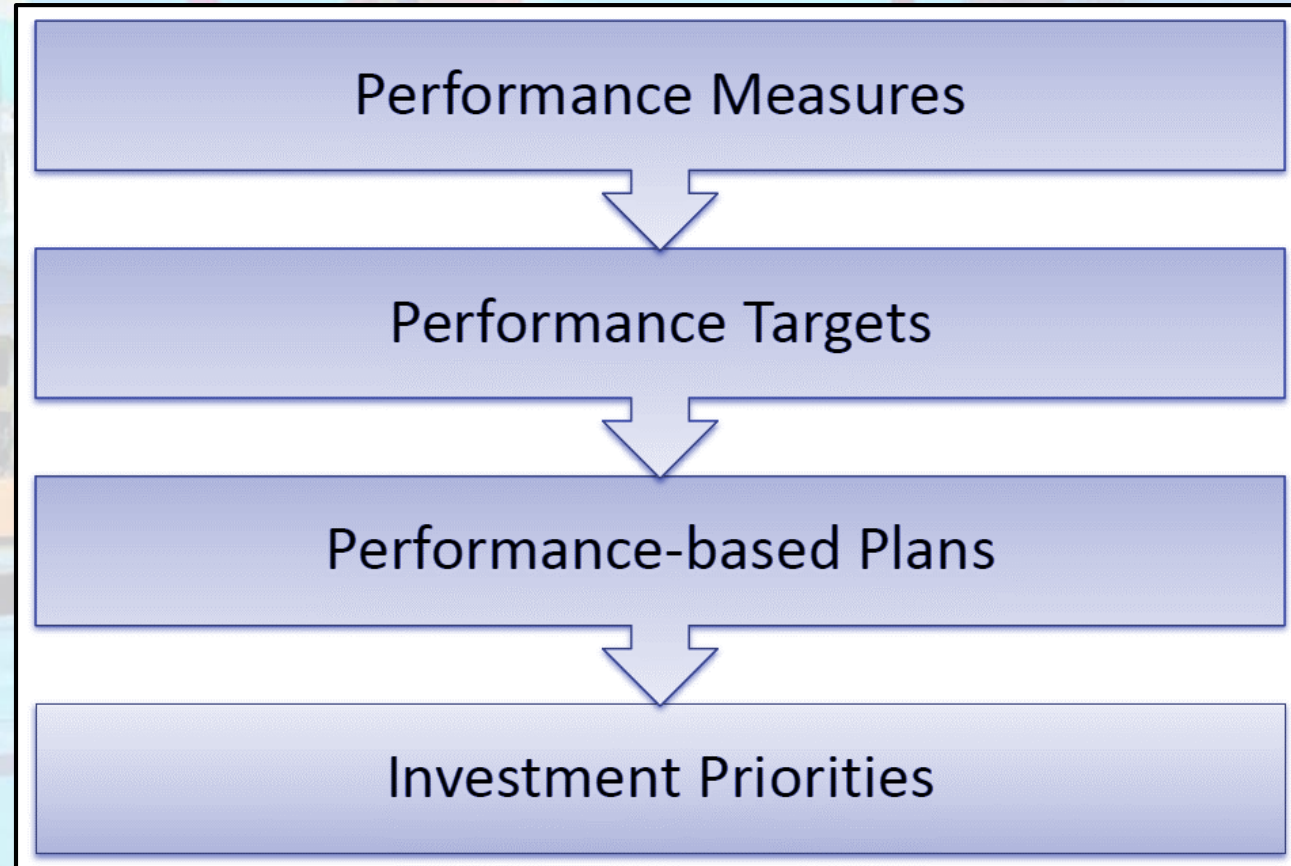 Performance Measures
Performance Targets
Performance-based Plans
Investment Priorities